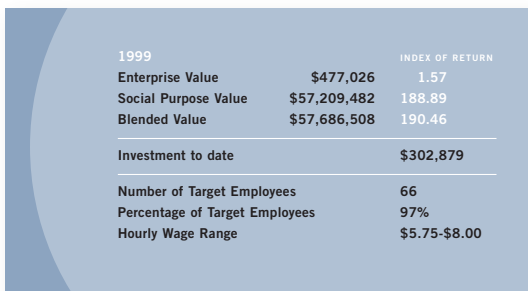 1999 INDEX OF RETURN
Enterprise Value $477,026 1.57
Social Purpose Value $57,209,482 188.89
Blended Value $57,686,508 190.46
Investment to date $302,879
Number of Target Employees 66
Percentage of Target Employees 97%
Hourly Wage Range $5.75-$8.00